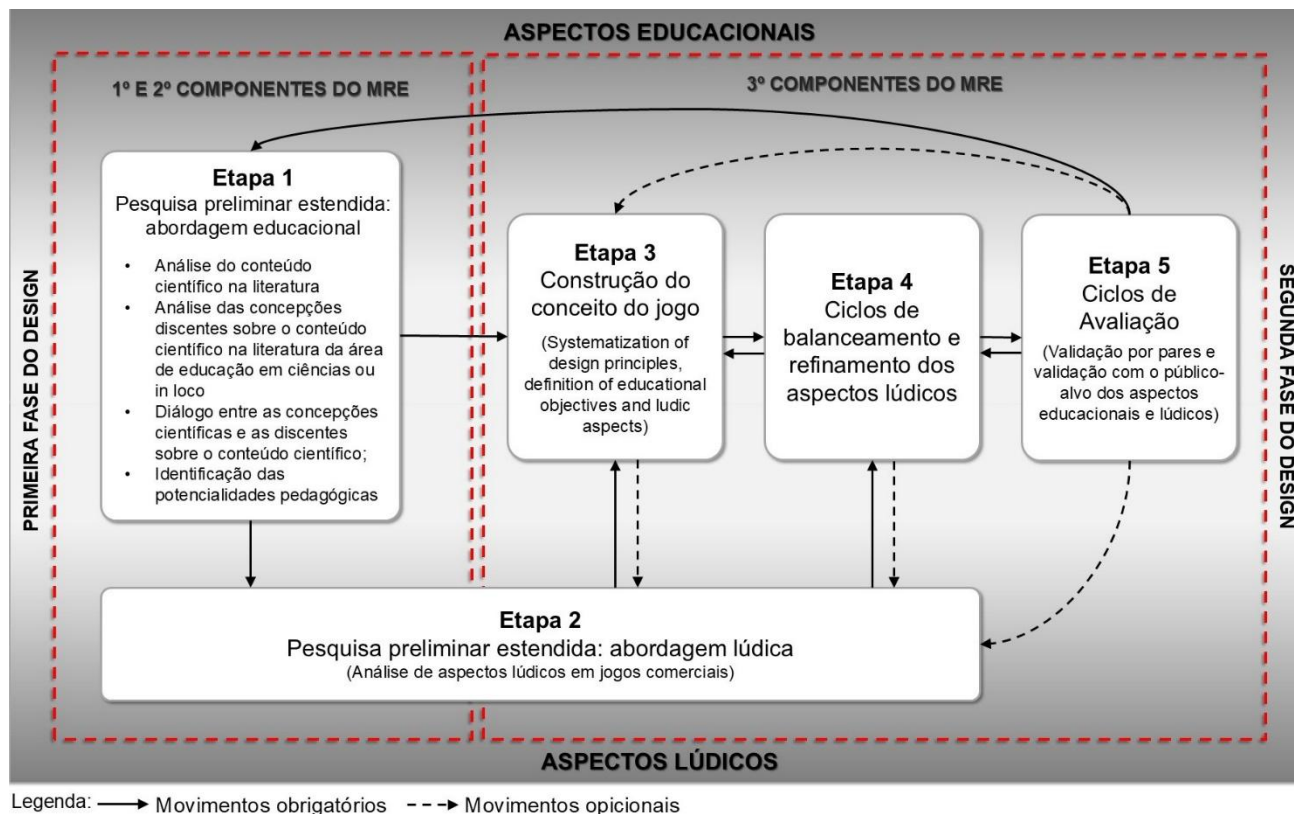 ASPECTOS EDUCACIONAIS
PRIMEIRA FASE DO DESIGN
1º E 2º COMPONENTES DO MRE
Etapa 1
Pesquisa preliminar estendida:
abordagem educacional
• Análise do conteúdo
científico na literatura
• Análise das concepções
discentes sobre o conteúdo
científico na literatura da área
de educação em ciências ou
in loco
• Diálogo entre as concepções
científicas e as discentes
sobre o conteúdo científico;
• Identificação das
potencialidades pedagógicas
3º COMPONENTES DO MRE
Etapa 3
Construção do
conceito do jogo
(Systematization of
design principles,
definition of educational
objectives and ludic
aspects)
Etapa 4
Ciclos de
balanceamento e
refinamento dos
aspectos lúdicos
Etapa 5
Ciclos de
Avaliação
(Validação por pares e
validação com o público-
alvo dos aspectos
educacionais e lúdicos)
SEGUNDA FASE DO DESIGN
Etapa 2
Pesquisa preliminar estendida: abordagem lúdica
(Análise de aspectos lúdicos em jogos comerciais)
ASPECTOS LÚDICOS
Legenda: Movimentos obrigatórios Movimentos opicionais